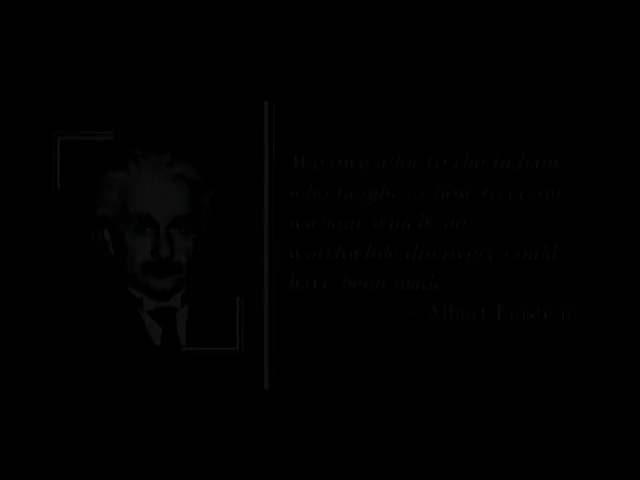 We owe a lot to the Indians,
who taught us how to count,
without which no
worthwhile discovery could
have been made.
— Albert Einstein